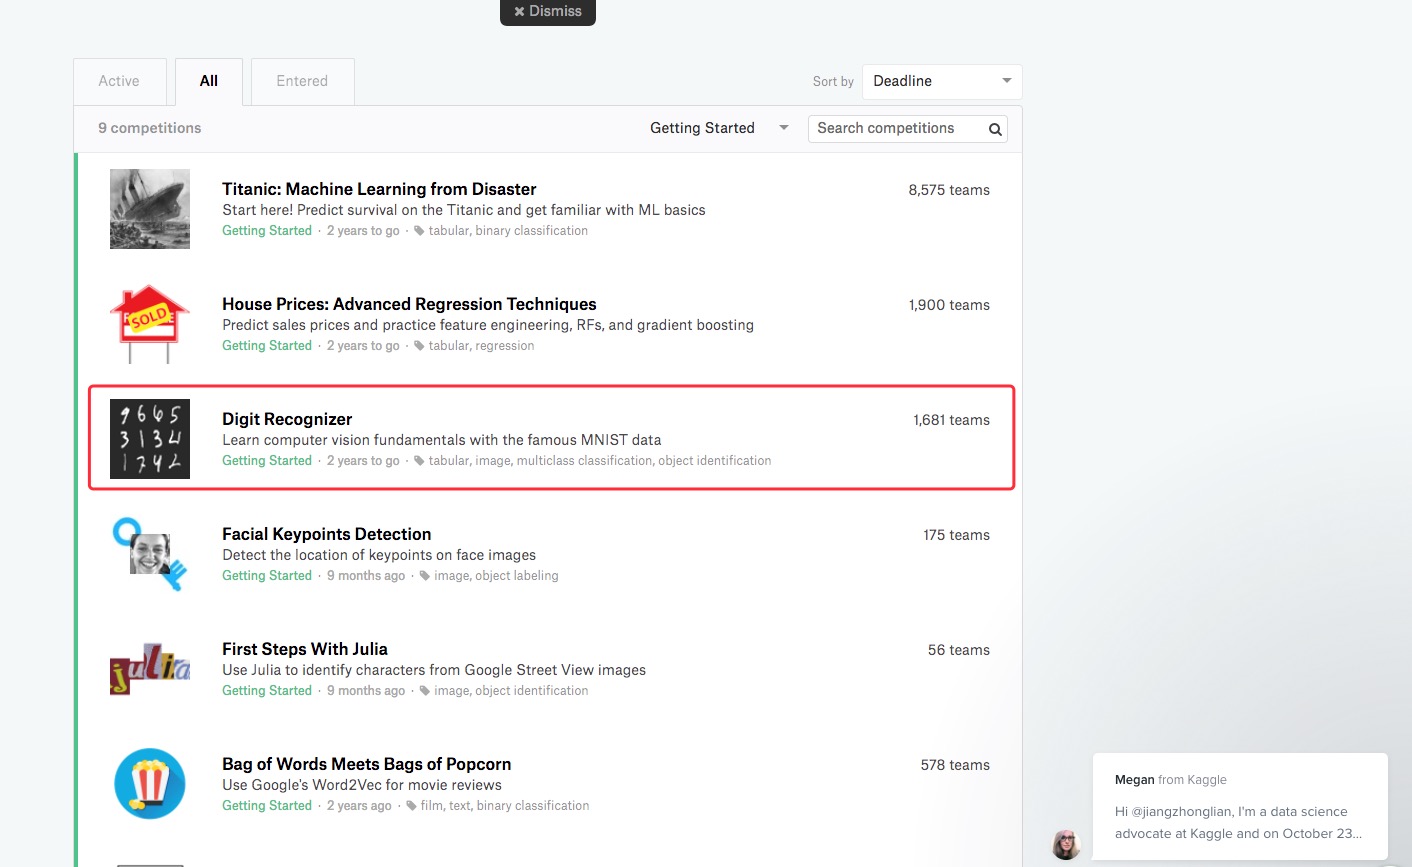 ✖ Dismiss
Active
All
Entered
Sort by
Deadline
9 competitions
Getting Started
Search competitions
Titanic: Machine Learning from Disaster
8,575 teams
Start here! Predict survival on the Titanic and get familiar with ML basics
Getting Started · 2 years to go · tabular, binary classification
SOLD
House Prices: Advanced Regression Techniques
1,900 teams
Predict sales prices and practice feature engineering, RFs, and gradient boosting
Getting Started · 2 years to go · tabular, regression
9 6 6 5
3 1 3 4
1 7 4 2
Digit Recognizer
1,681 teams
Learn computer vision fundamentals with the famous MNIST data
Getting Started · 2 years to go · tabular, image, multiclass classification, object identification
Facial Keypoints Detection
175 teams
Detect the location of keypoints on face images
Getting Started · 9 months ago · image, object labeling
julia
First Steps With Julia
56 teams
Use Julia to identify characters from Google Street View images
Getting Started · 9 months ago · image, object identification
Bag of Words Meets Bags of Popcorn
578 teams
Use Google's Word2Vec for movie reviews
Getting Started · 2 years ago · film, text, binary classification
Megan from Kaggle
Hi @jiangzhonglian, I'm a data science
advocate at Kaggle and on October 23...